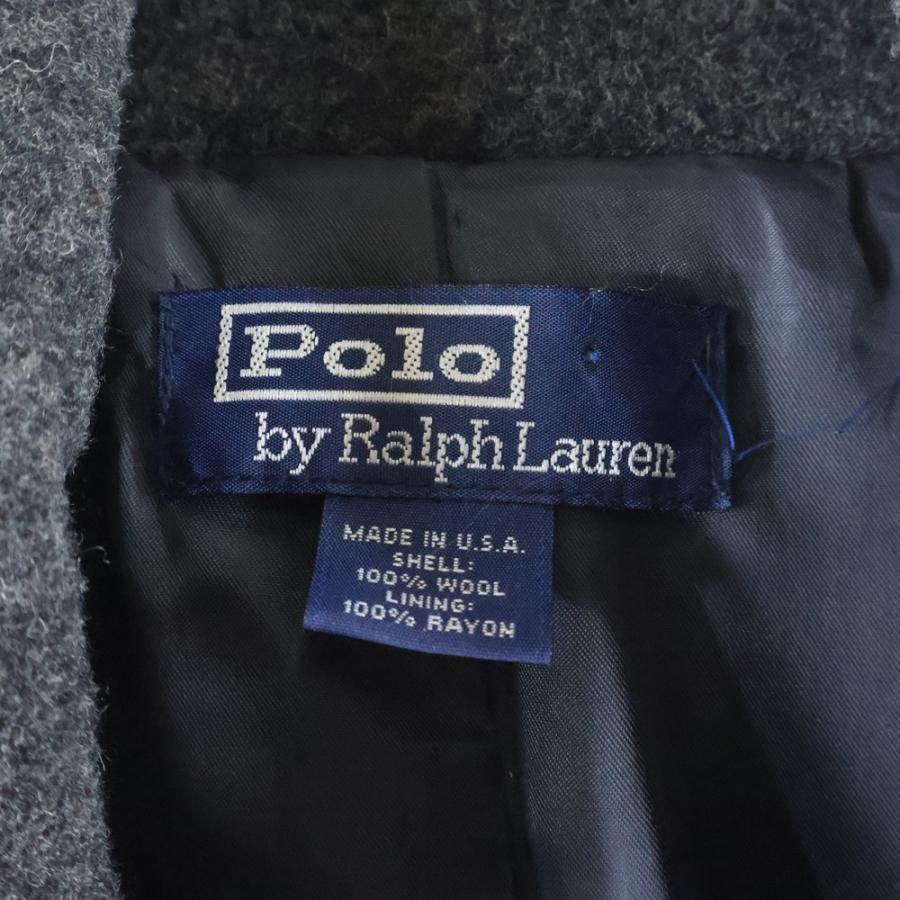 Polo
by Ralph Lauren
MADE IN U.S.A.
SHELL:
100% WOOL
LINING:
100% RAYON